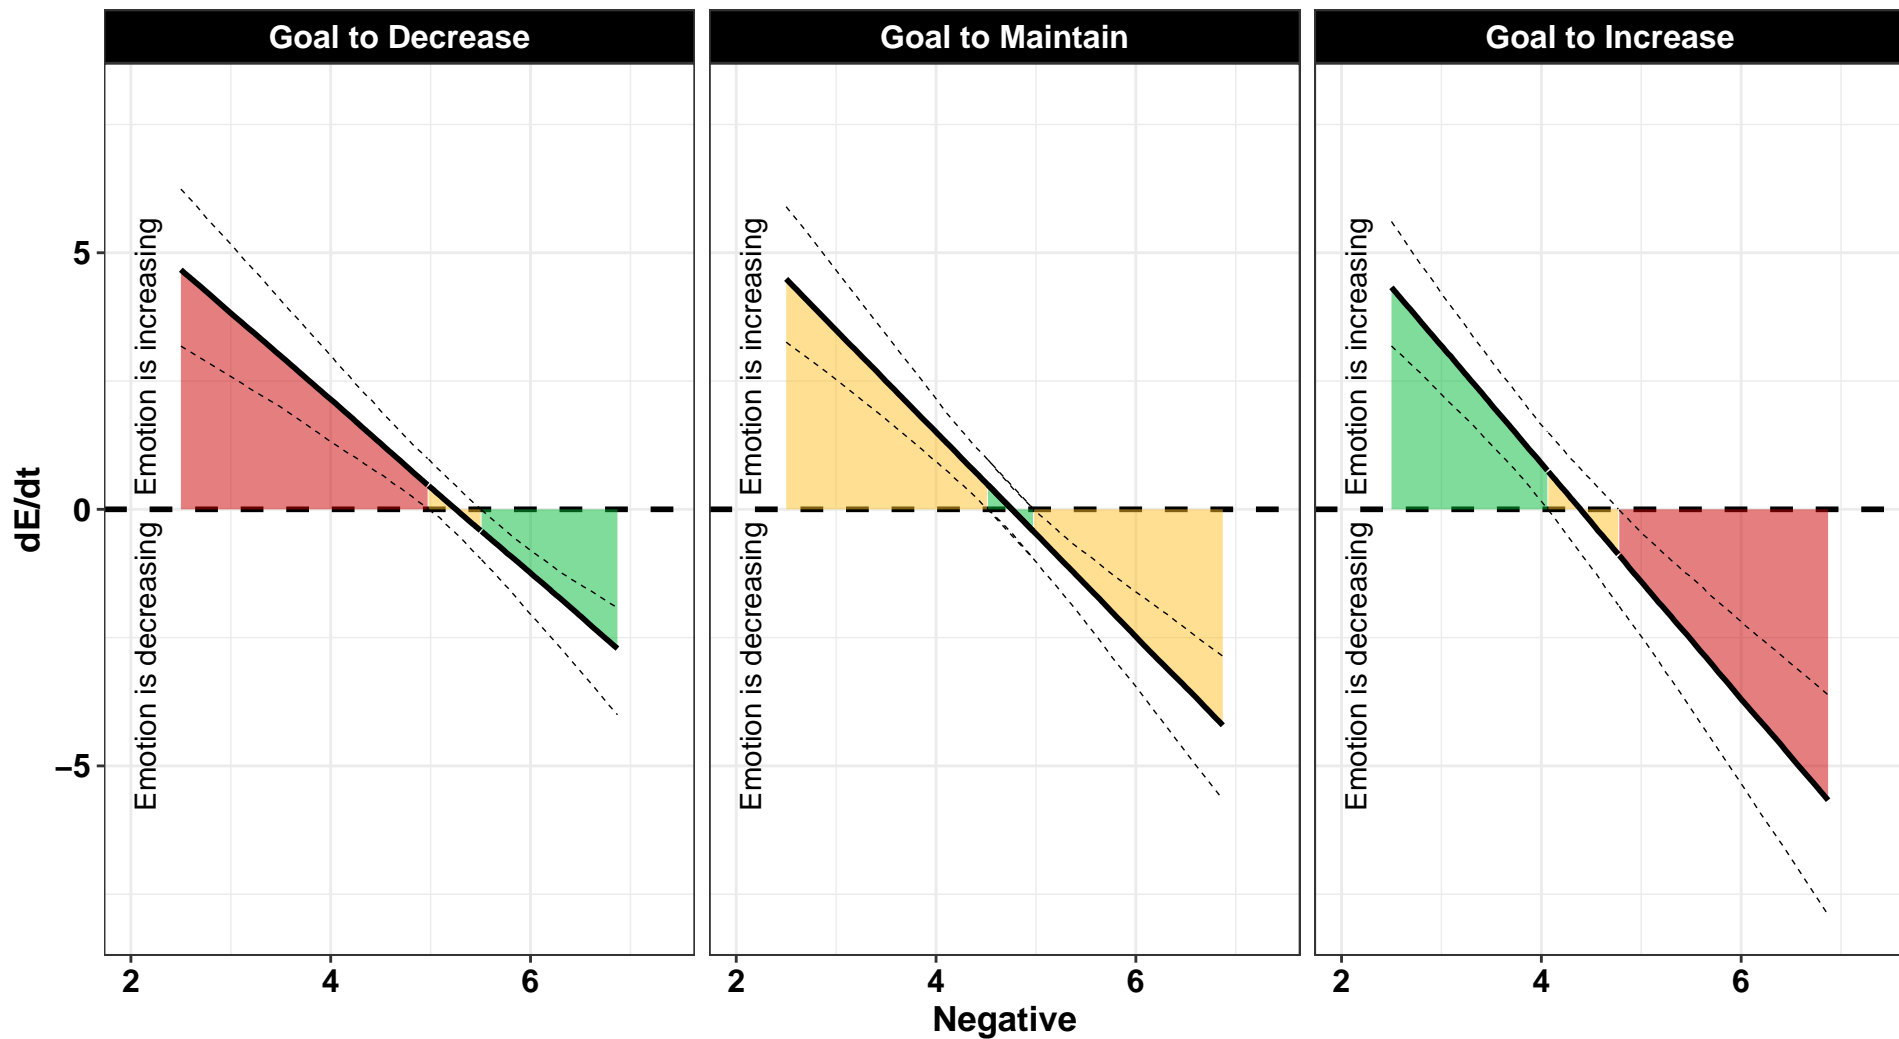 Goal to Decrease
Goal to Maintain
Goal to Increase
dE/dt
5
0
−5
Emotion is increasing
Emotion is decreasing
Emotion is increasing
Emotion is decreasing
Emotion is increasing
Emotion is decreasing
2 4 6
2 4 6
2 4 6
Negative